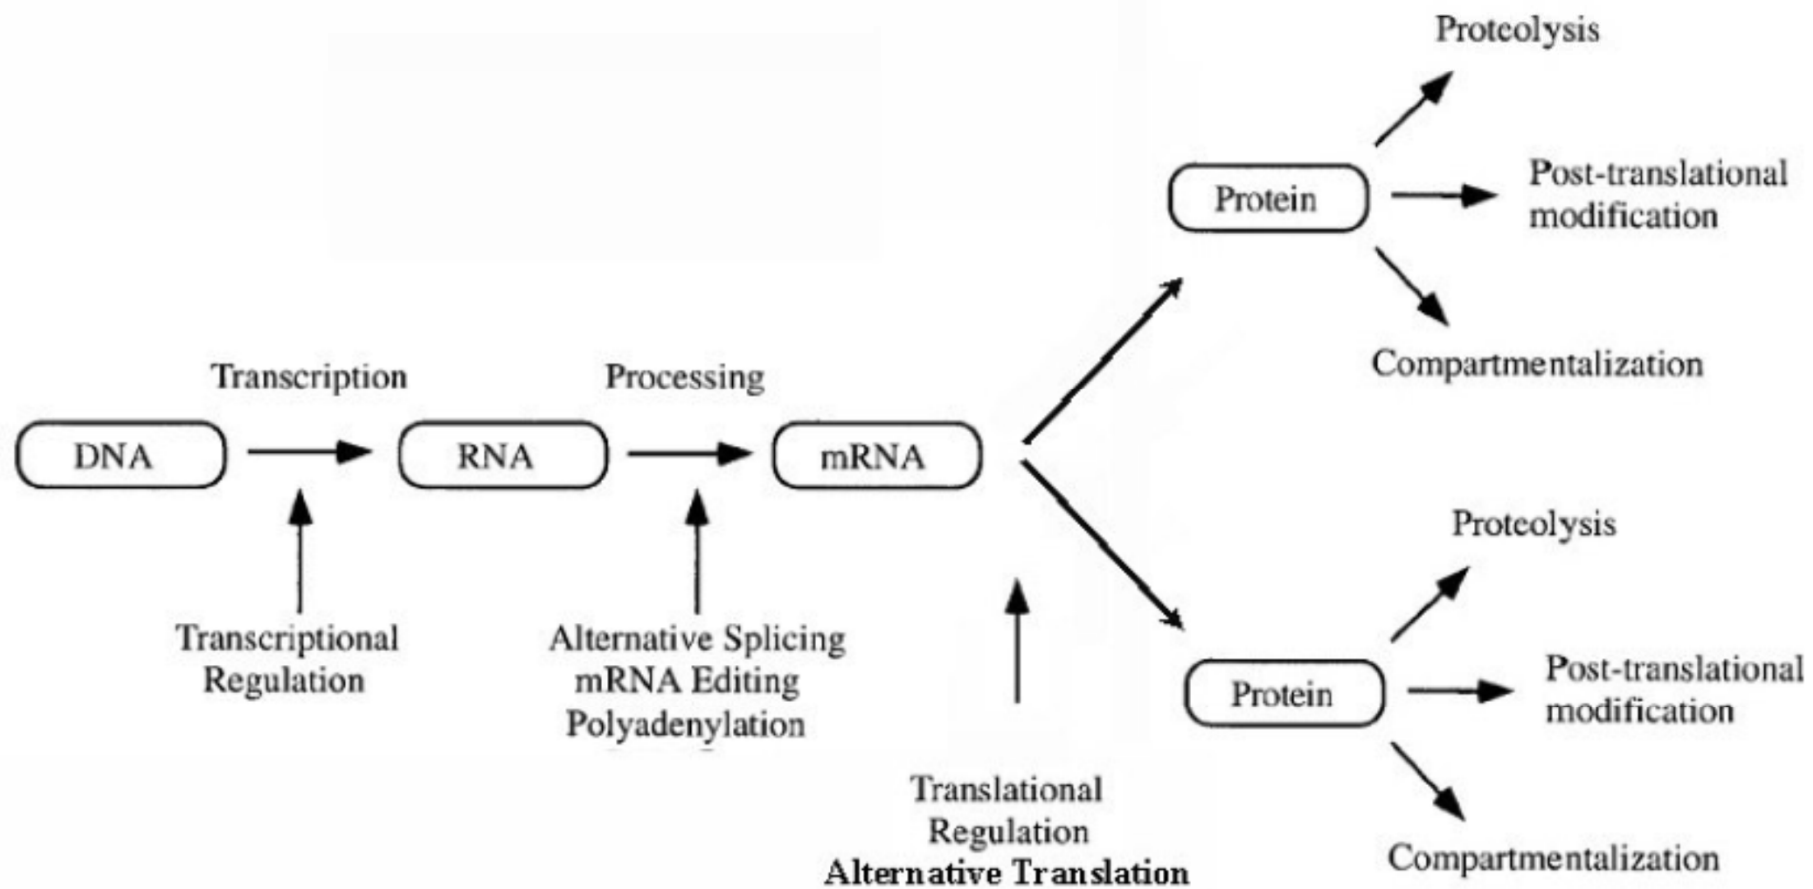 Proteolysis
Protein
Post-translational
modification
Compartmentalization
Transcription
Processing
DNA
RNA
mRNA
Transcriptional
Regulation
Alternative Splicing
mRNA Editing
Polyadenylation
Translational
Regulation
Alternative Translation
Proteolysis
Protein
Post-translational
modification
Compartmentalization